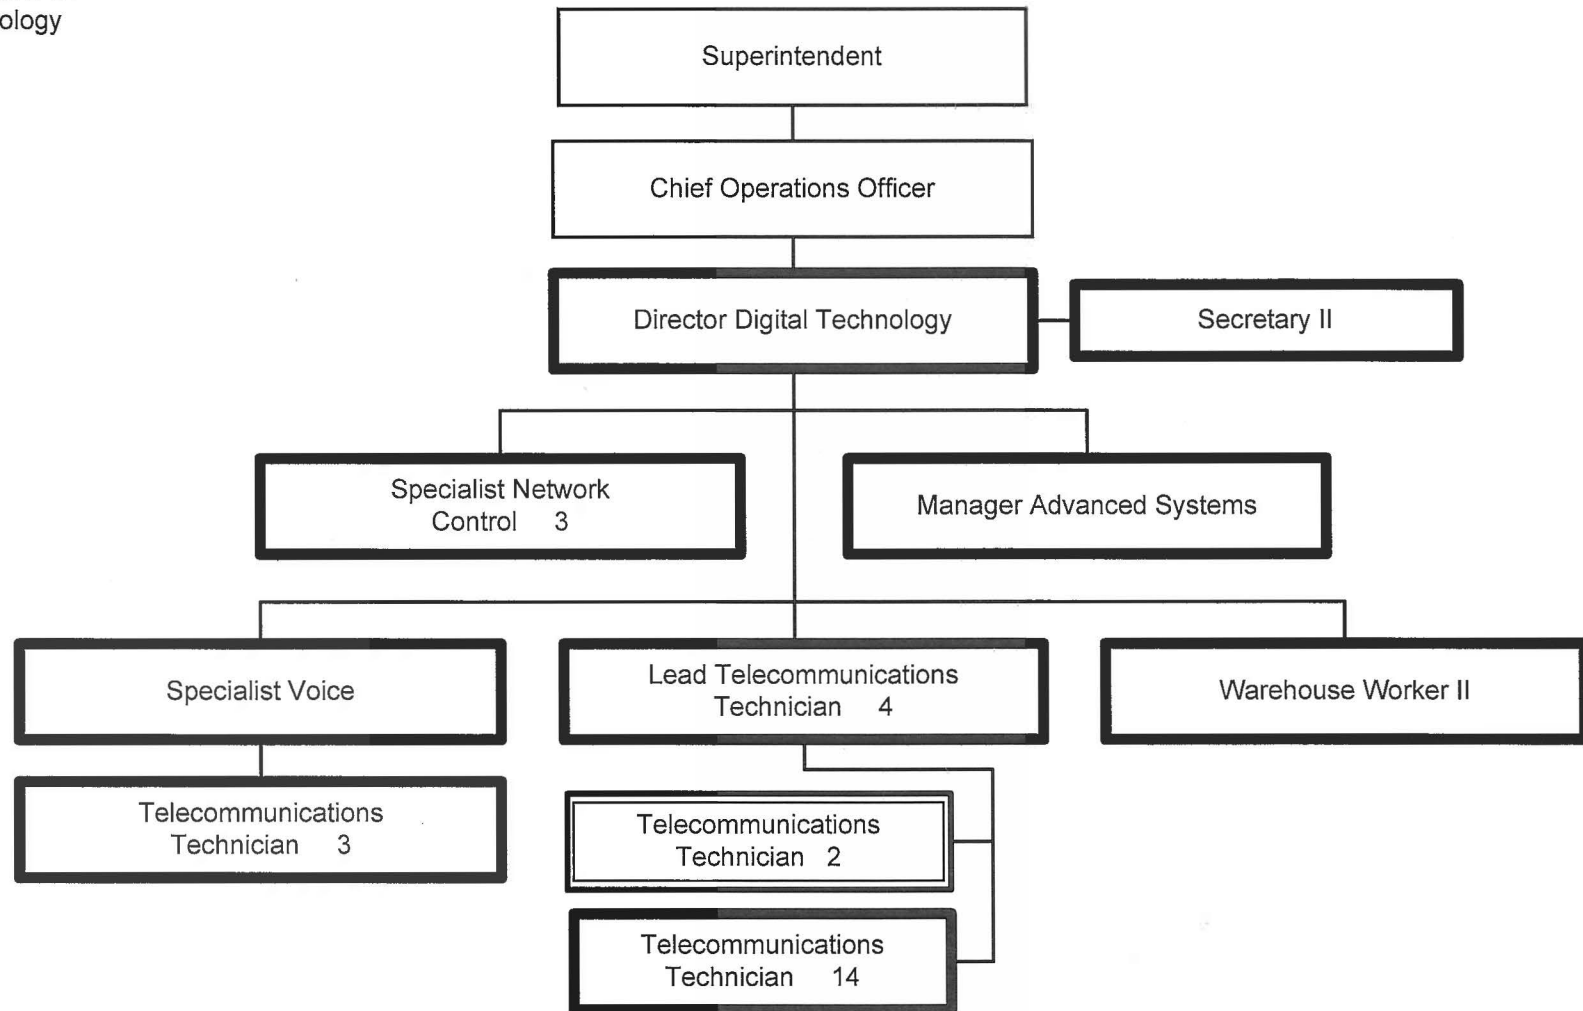 Superintendent
Chief Operations Officer
Director Digital Technology
Secretary II
Specialist Network
Control 3
Manager Advanced Systems
Specialist Voice
Lead Telecommunications
Technician 4
Warehouse Worker II
Telecommunications
Technician 3
Telecommunications
Technician 2
Telecommunications
Technician 14